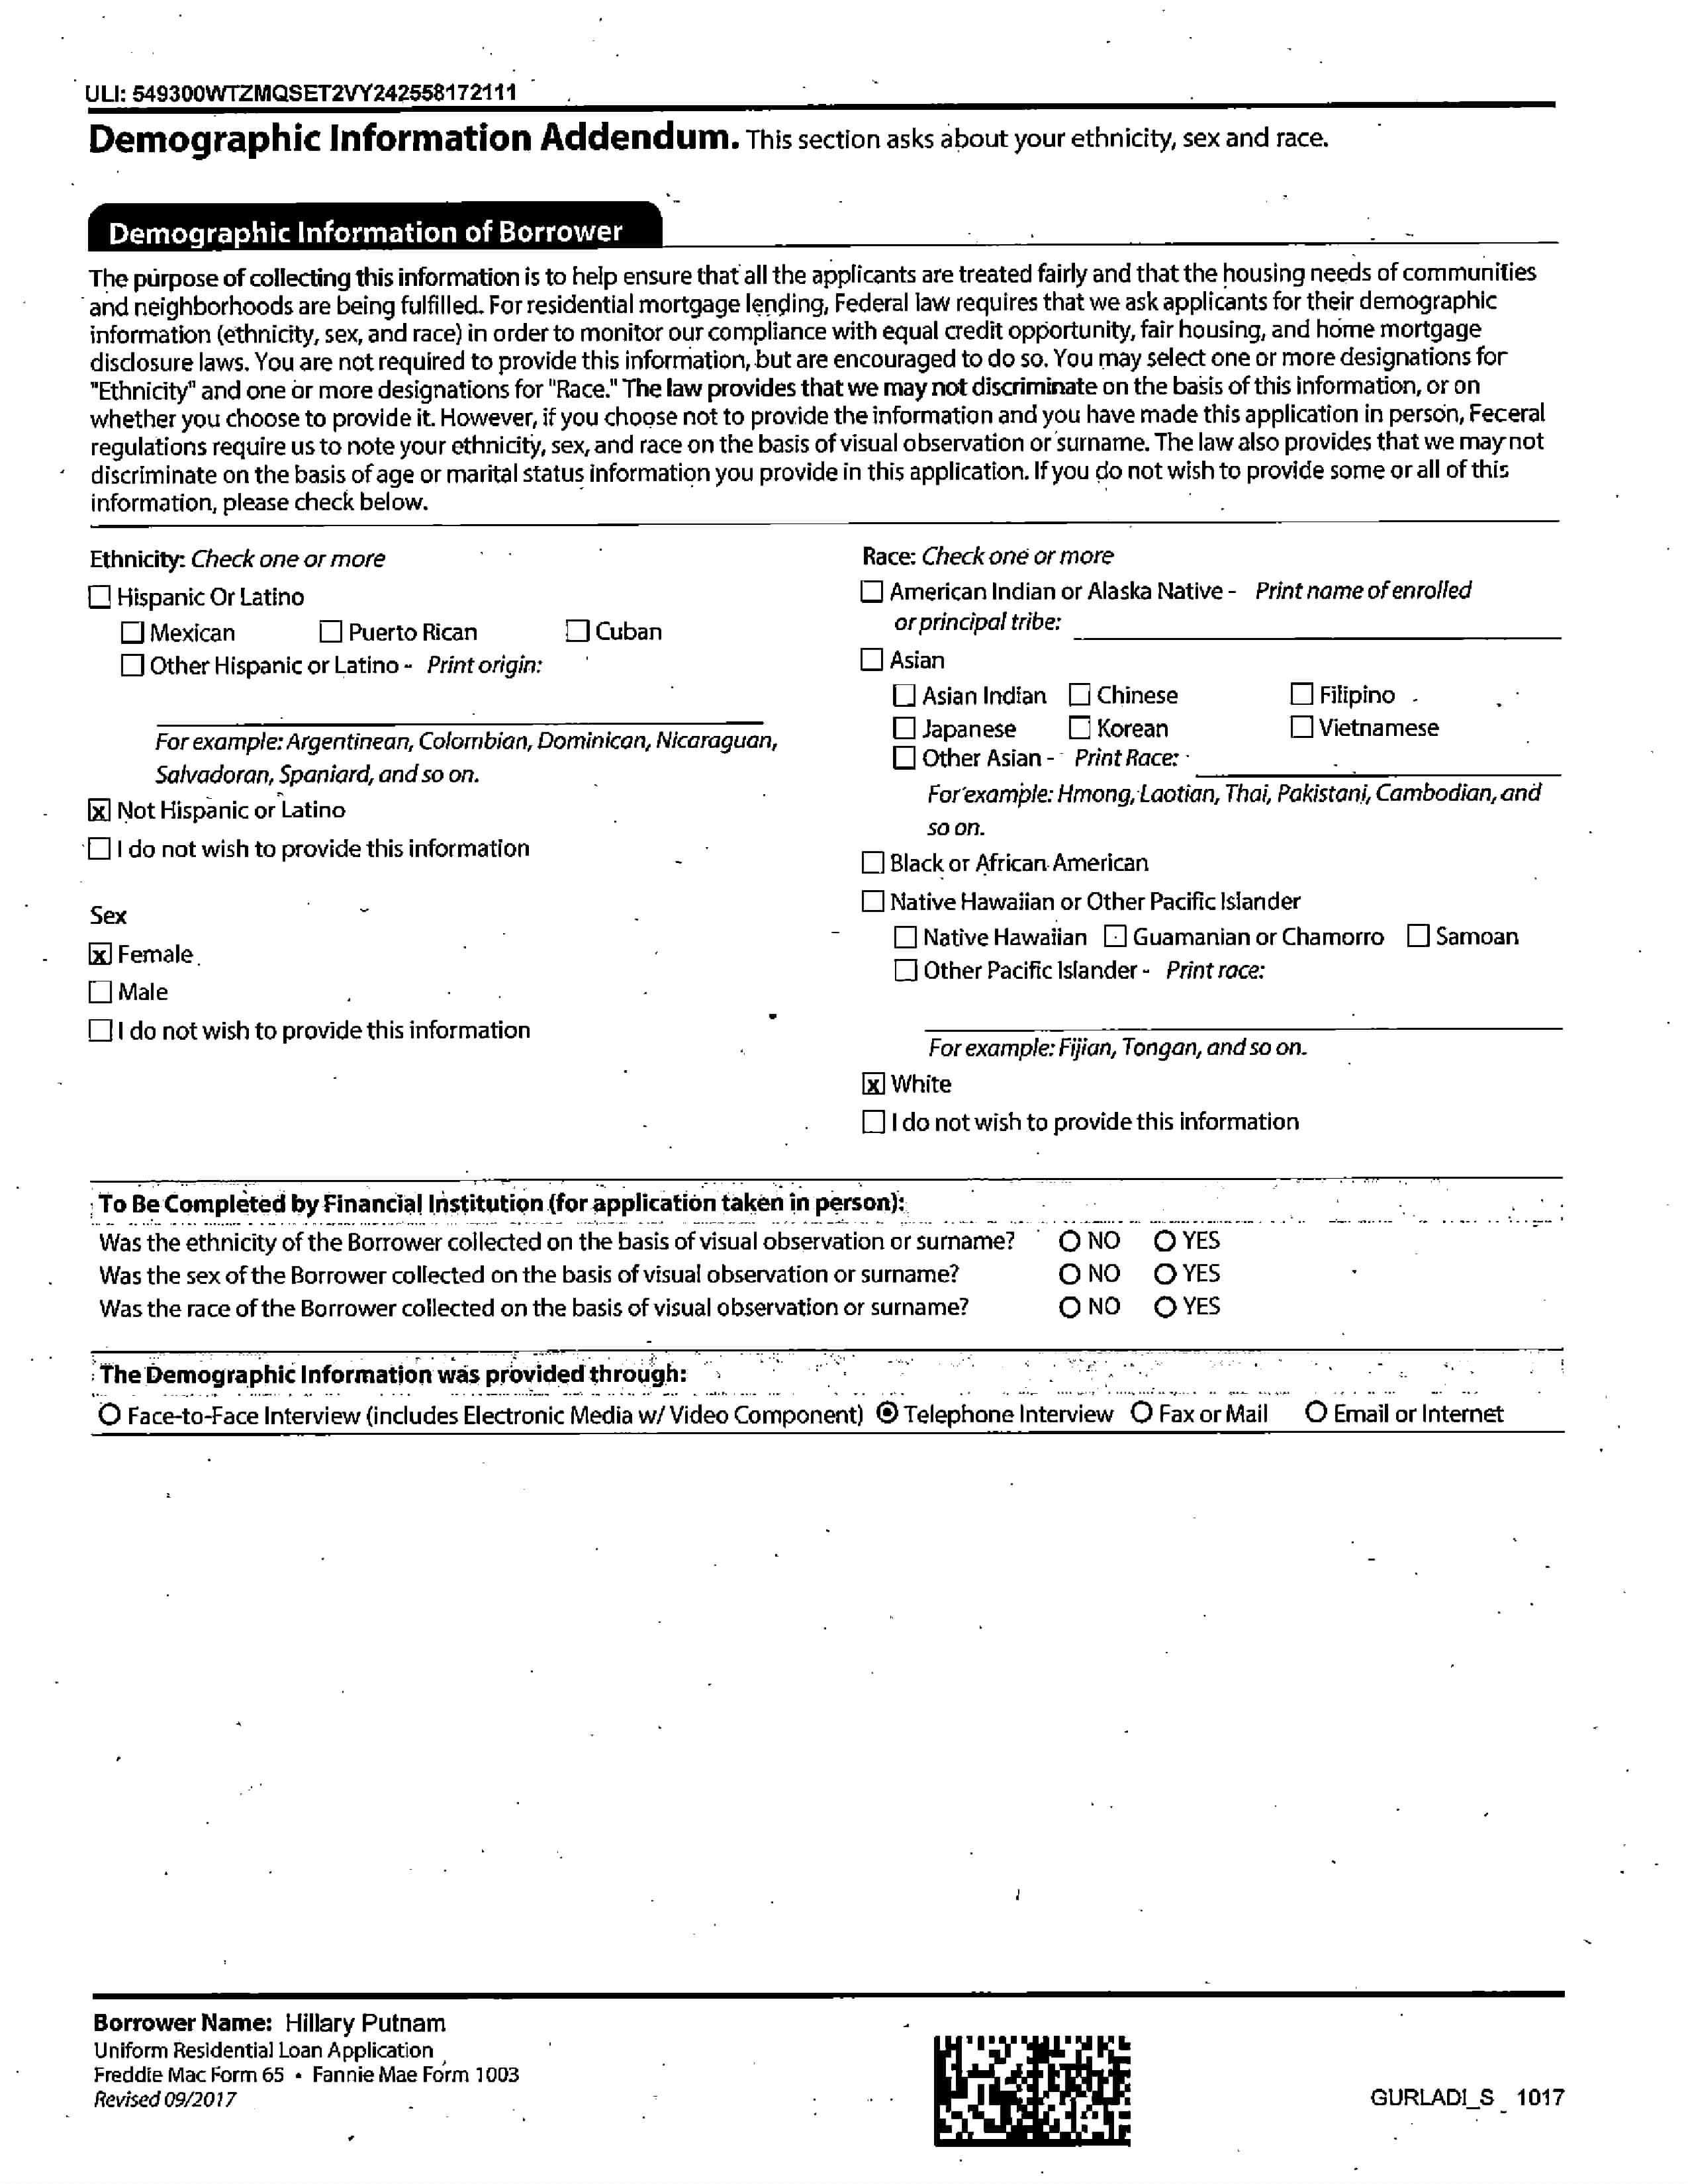 ULI: 549300WTZMQSET2VY242558172111
Demographic Information Addendum. This section asks about your ethnicity, sex and race.
Demographic Information of Borrower
The purpose of collecting this information is to help ensure that all the applicants are treated fairly and that the housing needs of communities
and neighborhoods are being fulfilled. For residential mortgage lending, Federal law requires that we ask applicants for their demographic
information (ethnicity, sex, and race) in order to monitor our compliance with equal credit opportunity, fair housing, and home mortgage
disclosure laws. You are not required to provide this information, but are encouraged to do so. You may select one or more designations for
"Ethnicity" and one or more designations for "Race." The law provides that we may not discriminate on the basis of this information, or on
whether you choose to provide it. However, if you choose not to provide the information and you have made this application in person, Feceral
regulations require us to note your ethnicity, sex, and race on the basis of visual observation or surname. The law also provides that we may not
discriminate on the basis of age or marital status information you provide in this application. If you do not wish to provide some or all of this
information, please check below.
Ethnicity: Check one or more
☐ Hispanic Or Latino
☐ Mexican ☐ Puerto Rican ☐ Cuban
☐ Other Hispanic or Latino - Print origin:
For example: Argentinean, Colombian, Dominican, Nicaraguan,
Salvadoran, Spaniard, and so on.
☒ Not Hispanic or Latino
☐ I do not wish to provide this information
Sex
☒ Female
☐ Male
☐ I do not wish to provide this information
Race: Check one or more
☐ American Indian or Alaska Native - Print name of enrolled
or principal tribe:
☐ Asian
☐ Asian Indian ☐ Chinese ☐ Filipino
☐ Japanese ☐ Korean ☐ Vietnamese
☐ Other Asian - Print Race:
For example: Hmong, Laotian, Thai, Pakistani, Cambodian, and
so on.
☐ Black or African American
☐ Native Hawaiian or Other Pacific Islander
☐ Native Hawaiian ☐ Guamanian or Chamorro ☐ Samoan
☐ Other Pacific Islander - Print race:
For example: Fijian, Tongan, and so on.
☒ White
☐ I do not wish to provide this information
To Be Completed by Financial Institution (for application taken in person):
Was the ethnicity of the Borrower collected on the basis of visual observation or surname? ○ NO ○ YES
Was the sex of the Borrower collected on the basis of visual observation or surname? ○ NO ○ YES
Was the race of the Borrower collected on the basis of visual observation or surname? ○ NO ○ YES
The Demographic Information was provided through:
○ Face-to-Face Interview (includes Electronic Media w/ Video Component) ◉ Telephone Interview ○ Fax or Mail ○ Email or Internet
Borrower Name: Hillary Putnam
Uniform Residential Loan Application
Freddie Mac Form 65 • Fannie Mae Form 1003
Revised 09/2017
GURLADI_S 1017